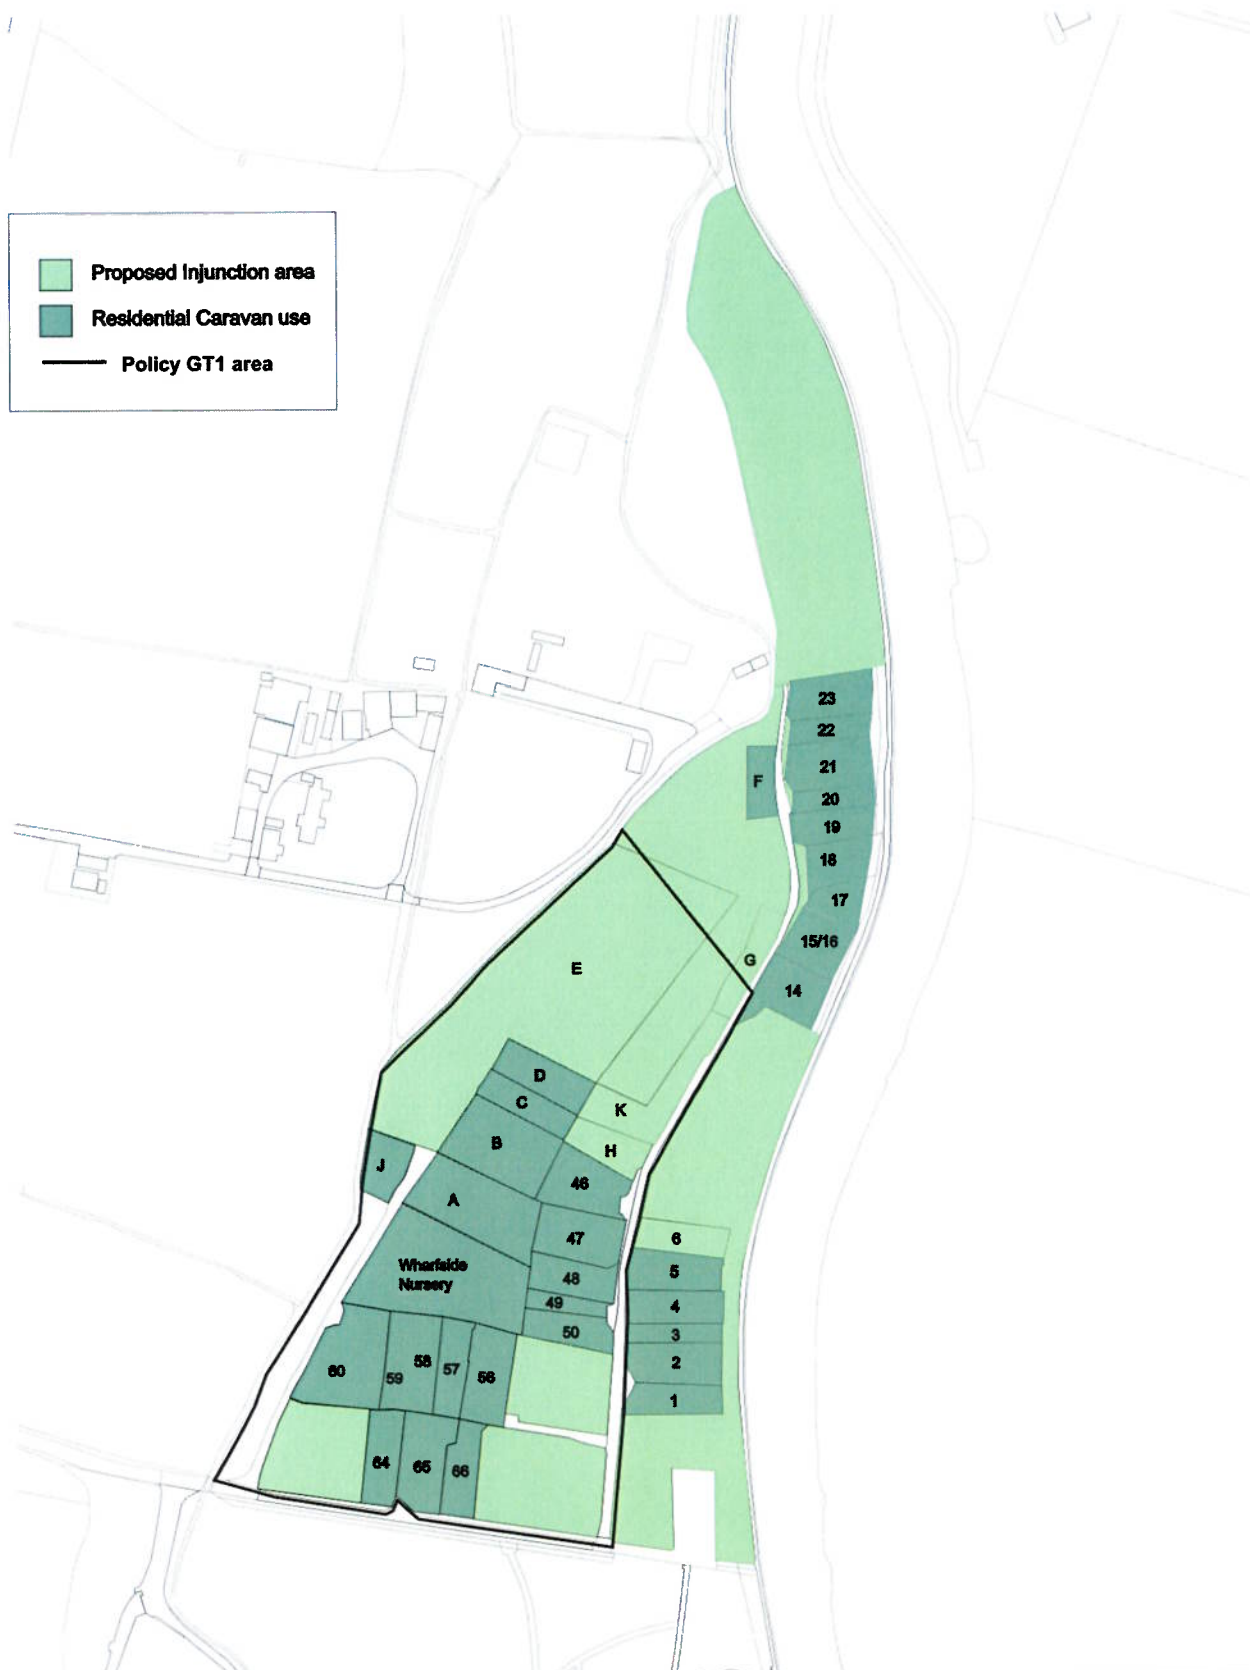 Proposed Injunction area
Residential Caravan use
Policy GT1 area
23
22
21
F
20
19
18
17
15/16
G
E
14
D
C
K
B
H
J
46
A
47
6
Wharfside
Nursery
5
48
49
4
50
3
58
57
56
2
60
59
1
64
65
66